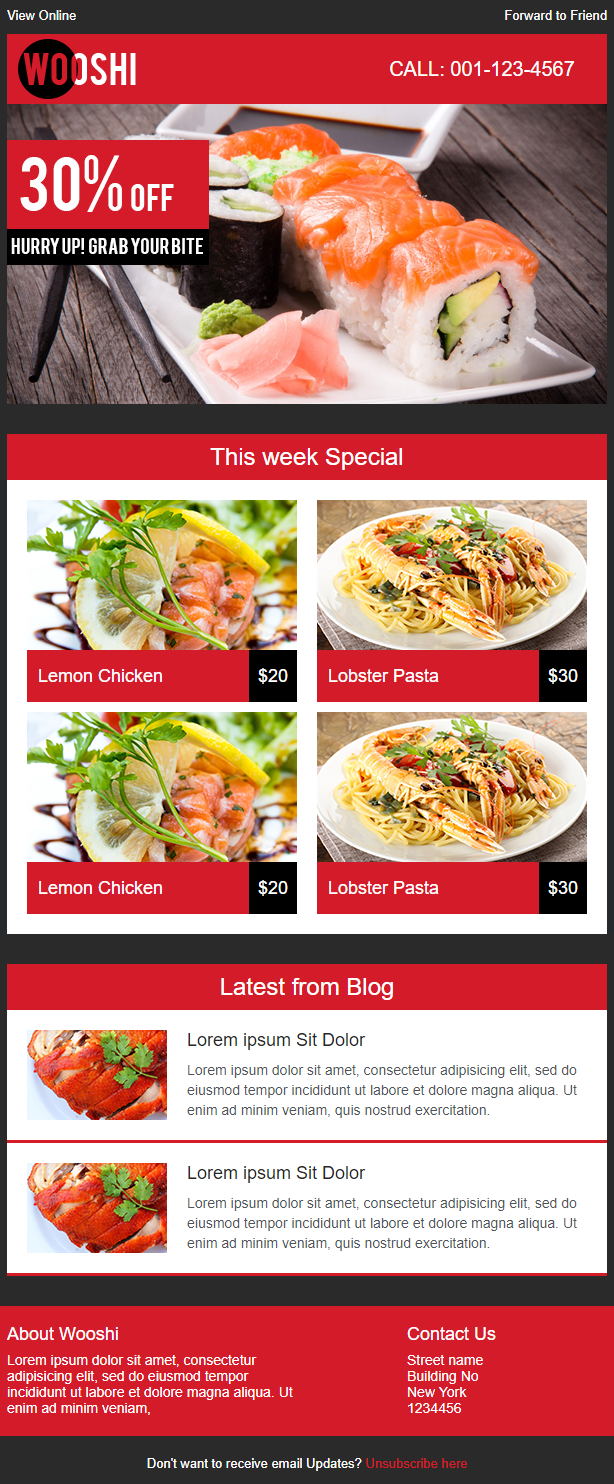 View Online
Forward to Friend
WOOSHI
CALL: 001-123-4567
30% OFF
HURRY UP! GRAB YOUR BITE
This week Special
Lemon Chicken
$20
Lobster Pasta
$30
Lemon Chicken
$20
Lobster Pasta
$30
Latest from Blog
Lorem ipsum Sit Dolor
Lorem ipsum dolor sit amet, consectetur adipisicing elit, sed do
eiusmod tempor incididunt ut labore et dolore magna aliqua. Ut
enim ad minim veniam, quis nostrud exercitation.
Lorem ipsum Sit Dolor
Lorem ipsum dolor sit amet, consectetur adipisicing elit, sed do
eiusmod tempor incididunt ut labore et dolore magna aliqua. Ut
enim ad minim veniam, quis nostrud exercitation.
About Wooshi
Lorem ipsum dolor sit amet, consectetur
adipisicing elit, sed do eiusmod tempor
incididunt ut labore et dolore magna aliqua. Ut
enim ad minim veniam,
Contact Us
Street name
Building No
New York
1234456
Don't want to receive email Updates? Unsubscribe here